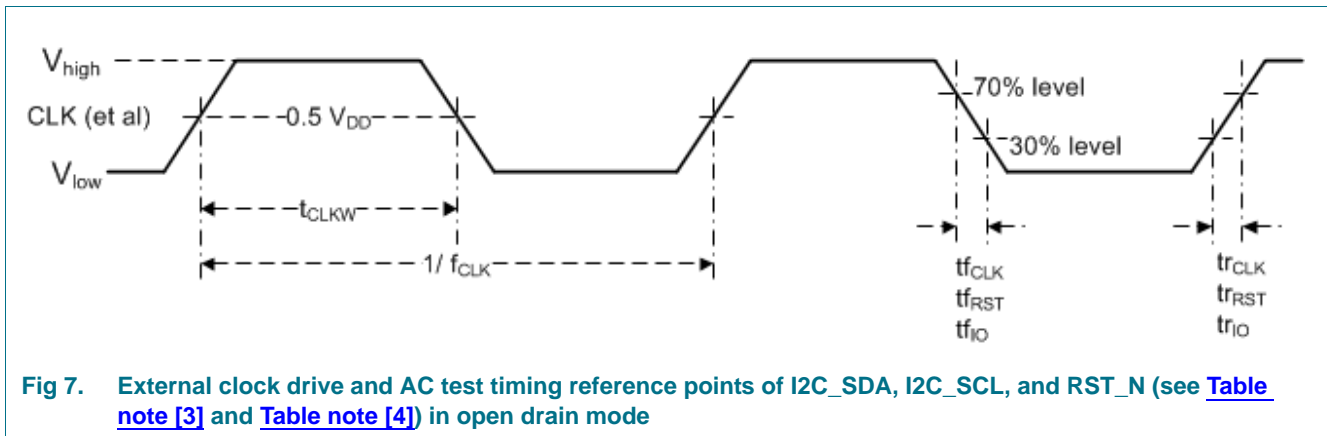 V_high
70% level
CLK (et al)
0.5 V_DD
30% level
V_low
t_CLKW
1/ f_CLK
tf_CLK
tf_RST
tf_IO
tr_CLK
tr_RST
tr_IO
Fig 7. External clock drive and AC test timing reference points of I2C_SDA, I2C_SCL, and RST_N (see Table
note [3] and Table note [4]) in open drain mode